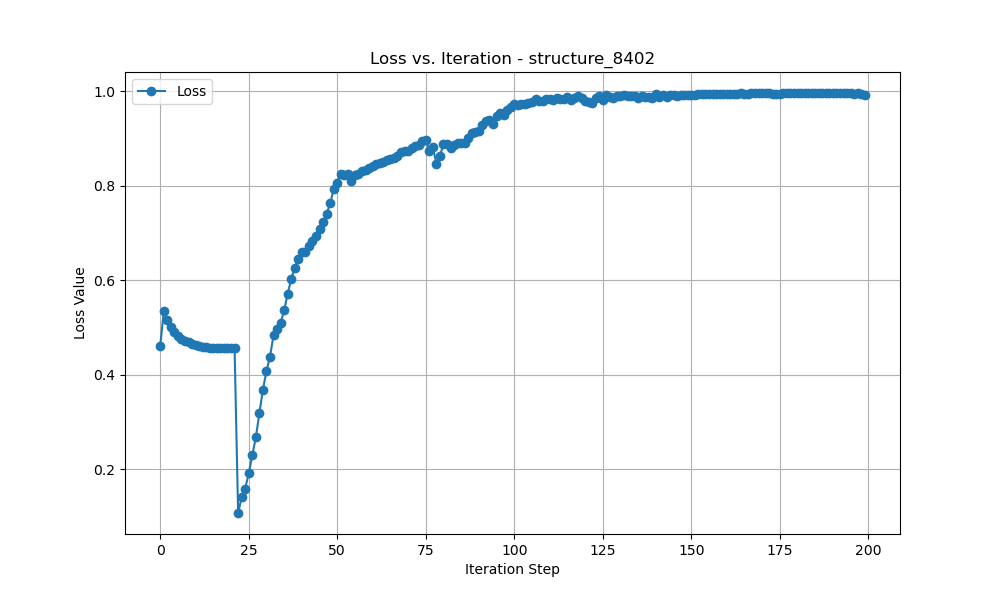 Loss vs. Iteration - structure_8402
Loss
1.0
0.8
0.6
0.4
0.2
Loss Value
0 25 50 75 100 125 150 175 200
Iteration Step